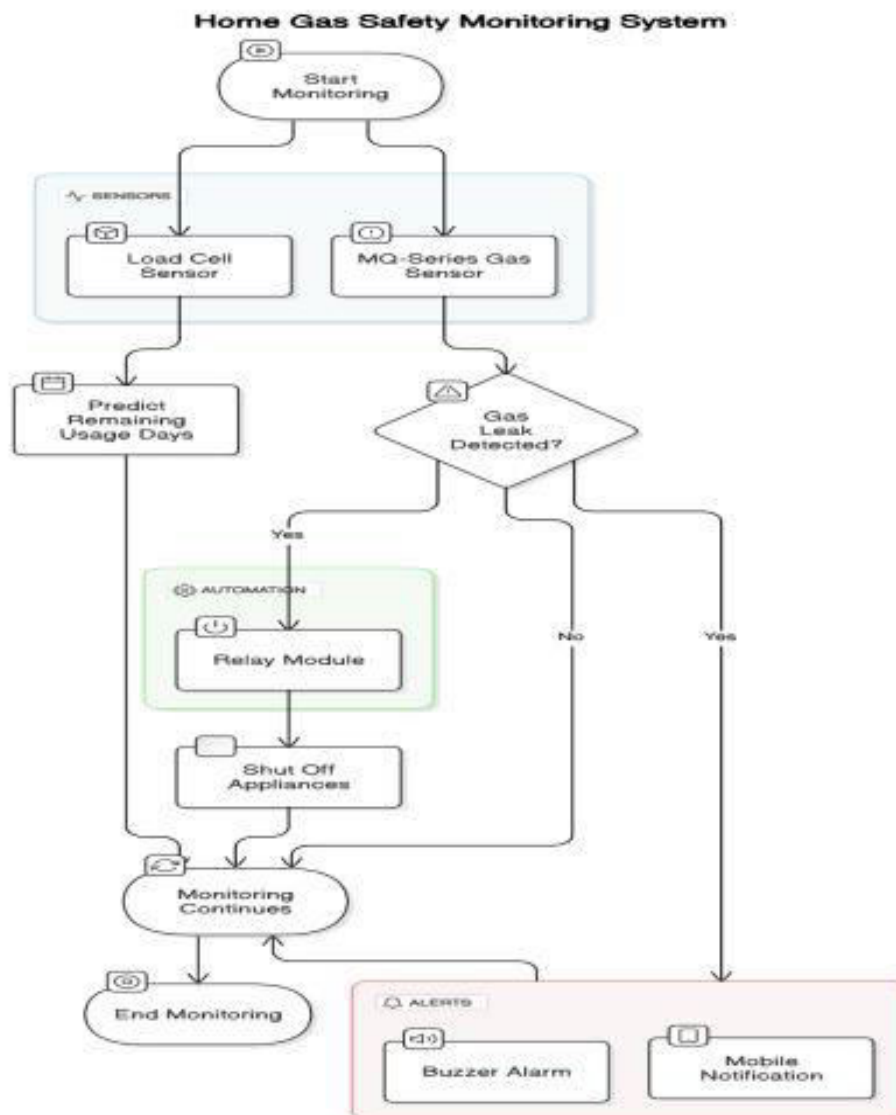 Home Gas Safety Monitoring System
Start
Monitoring
SENSORS
Load Cell
Sensor
MQ-Series Gas
Sensor
Predict
Remaining
Usage Days
Gas
Leak
Detected?
Yes
AUTOMATION
Relay Module
No
Yes
Shut Off
Appliances
Monitoring
Continues
End Monitoring
ALERTS
Buzzer Alarm
Mobile
Notification